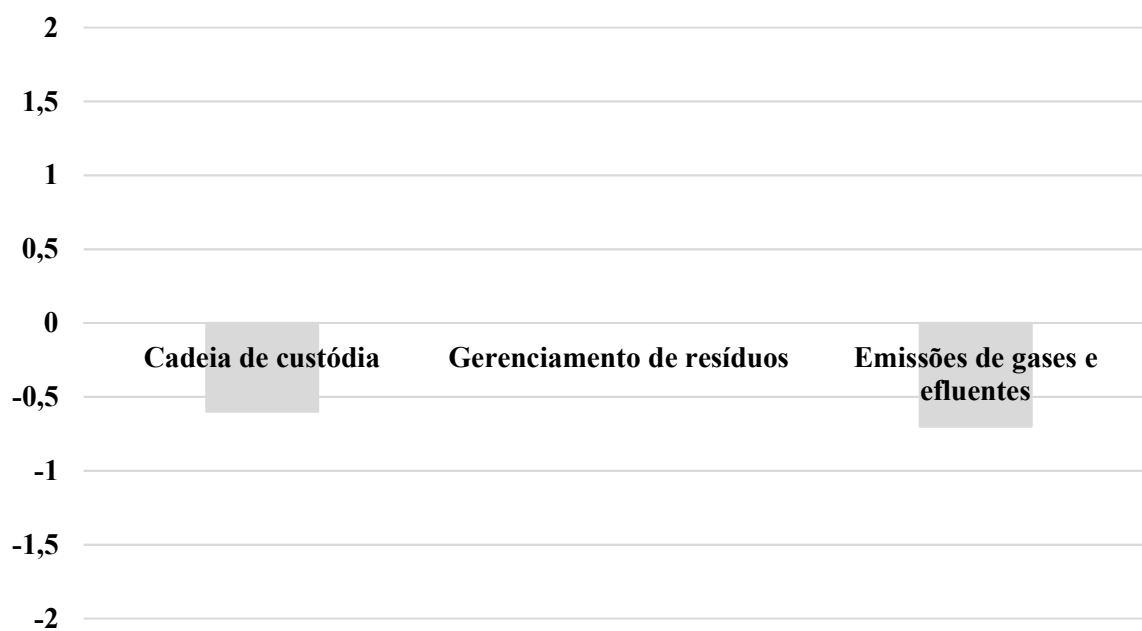 2
1,5
1
0,5
0
Cadeia de custódia
Gerenciamento de resíduos
Emissões de gases e
efluentes
-0,5
-1
-1,5
-2